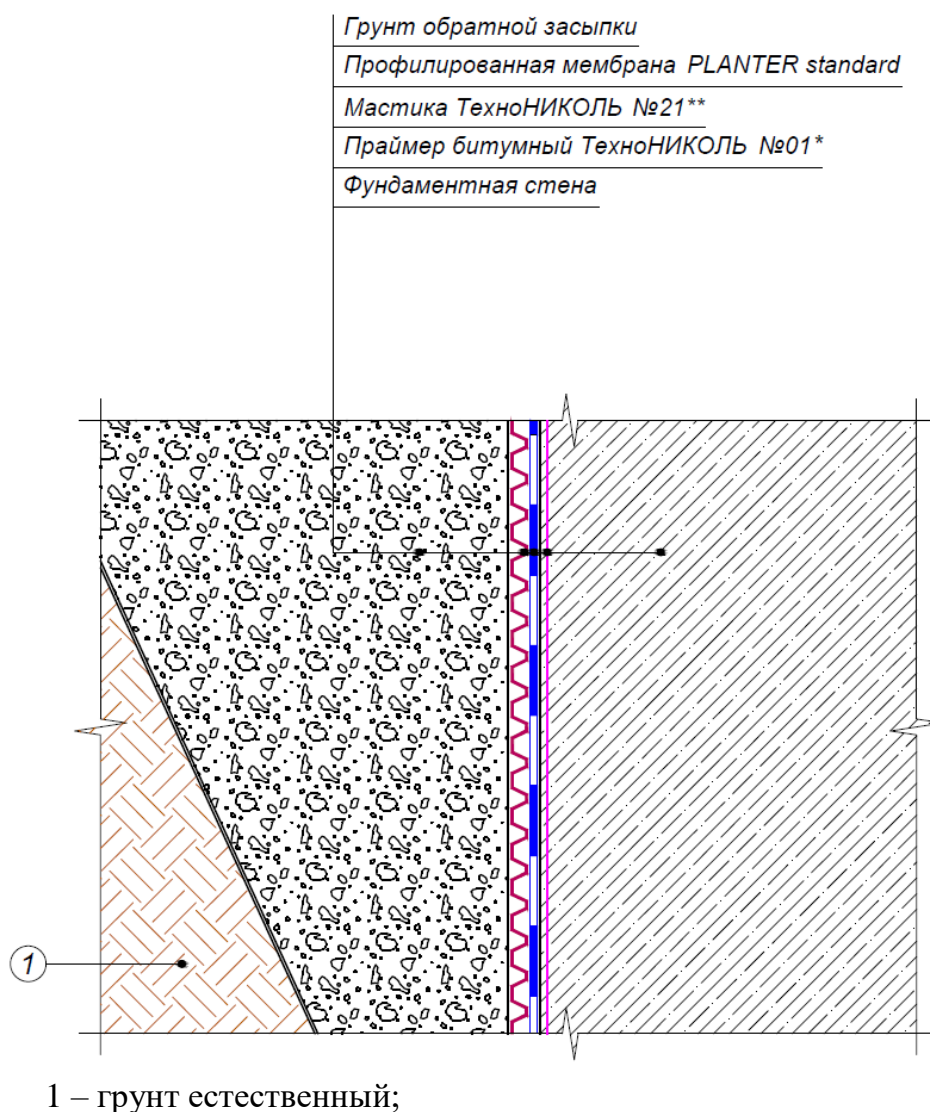 Грунт обратной засыпки
Профилированная мембрана PLANTER standard
Мастика ТехноНИКОЛЬ №21**
Праймер битумный ТехноНИКОЛЬ №01*
Фундаментная стена
1
1 – грунт естественный;